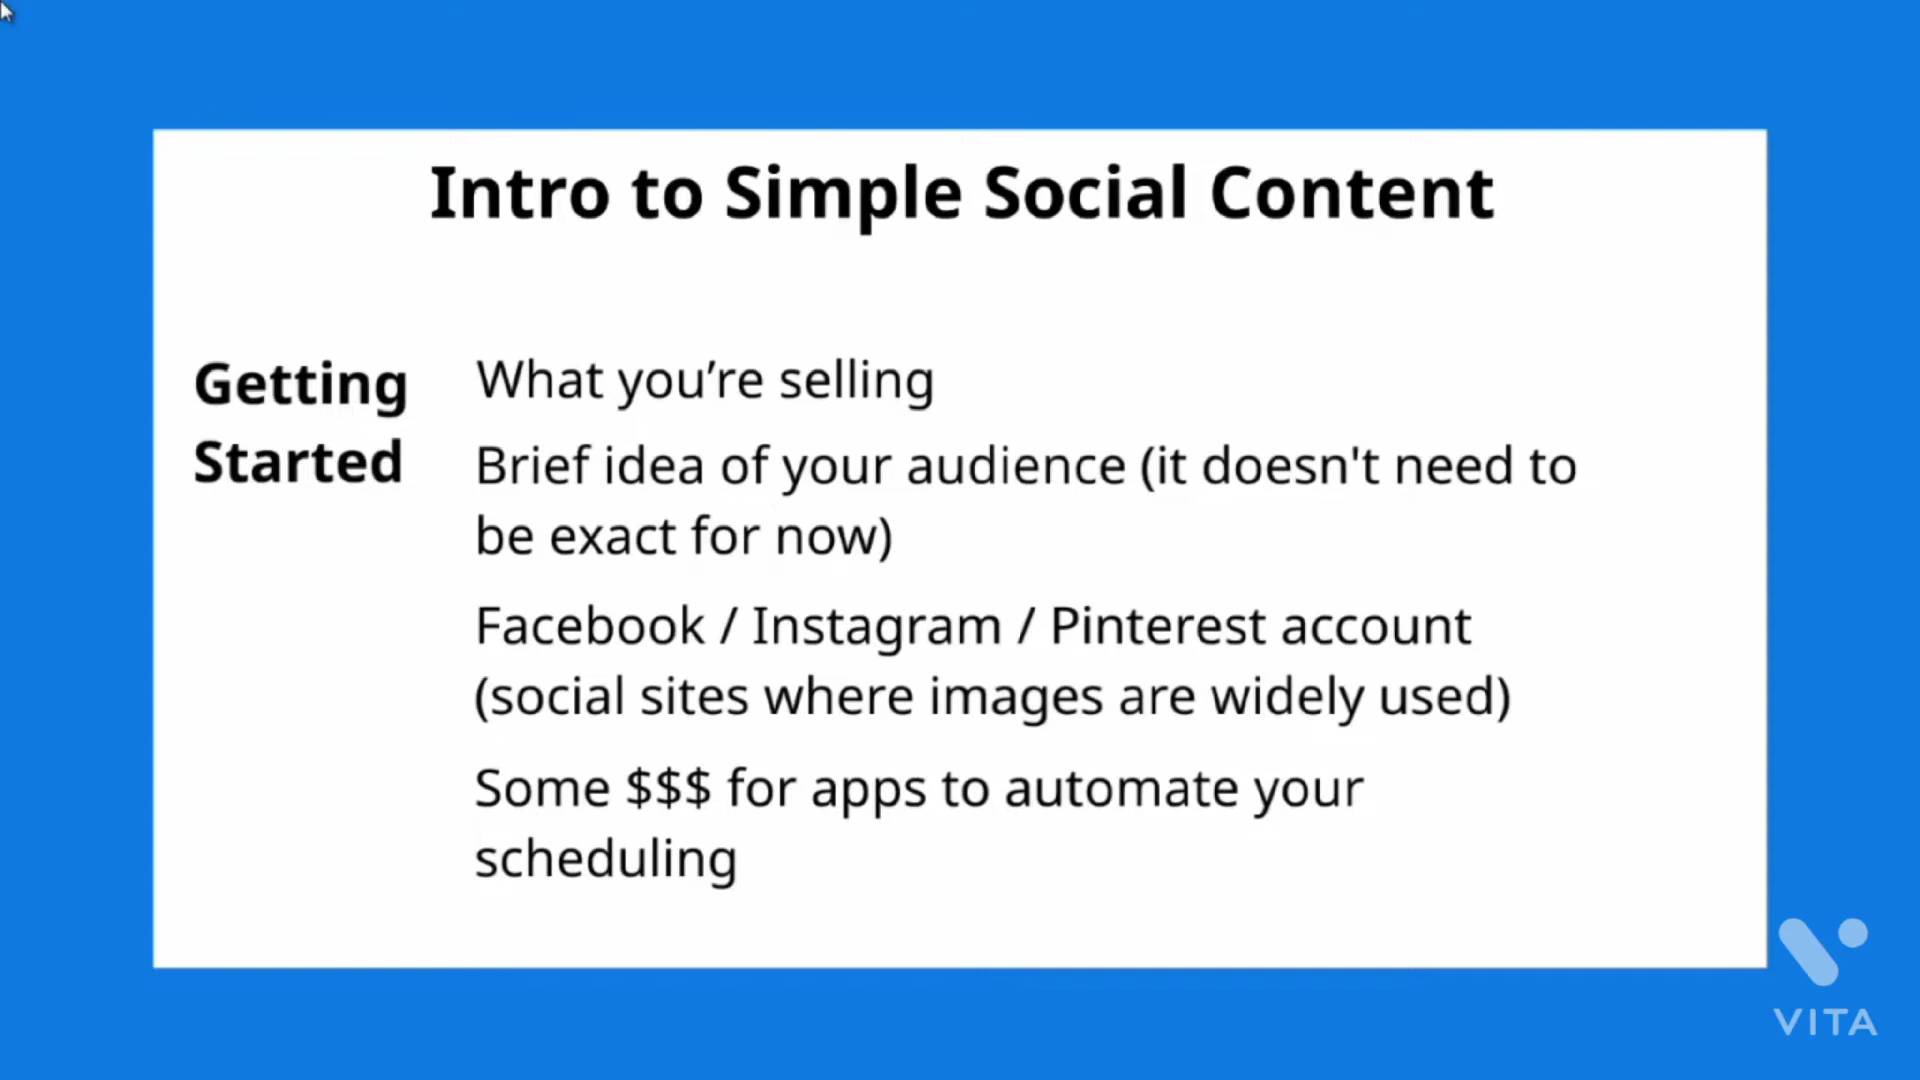 Intro to Simple Social Content
Getting
Started
What you’re selling
Brief idea of your audience (it doesn't need to
be exact for now)
Facebook / Instagram / Pinterest account
(social sites where images are widely used)
Some $$$ for apps to automate your
scheduling
VITA